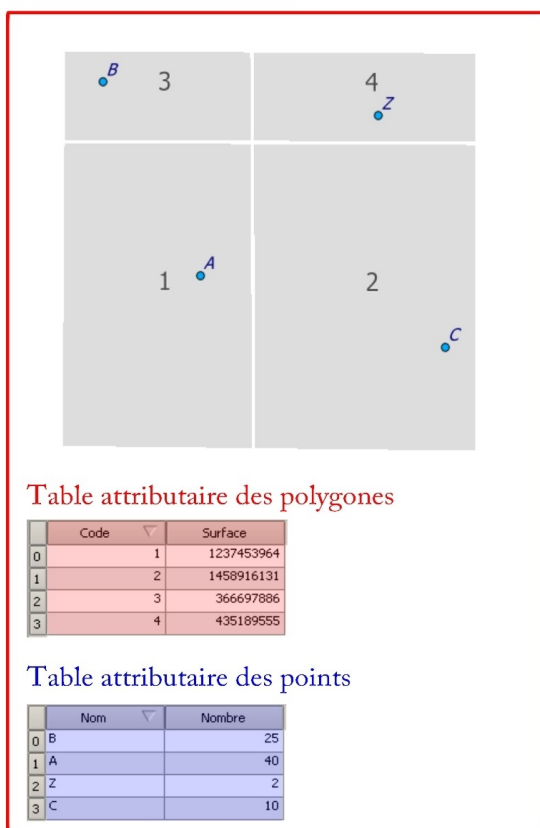 B 3 4
Z
A
1 2
C
Table attributaire des polygones
Code Surface
0 1 1237453964
1 2 1458916131
2 3 366697886
3 4 435189555
Table attributaire des points
Nom Nombre
0 B 25
1 A 40
2 Z 2
3 C 10